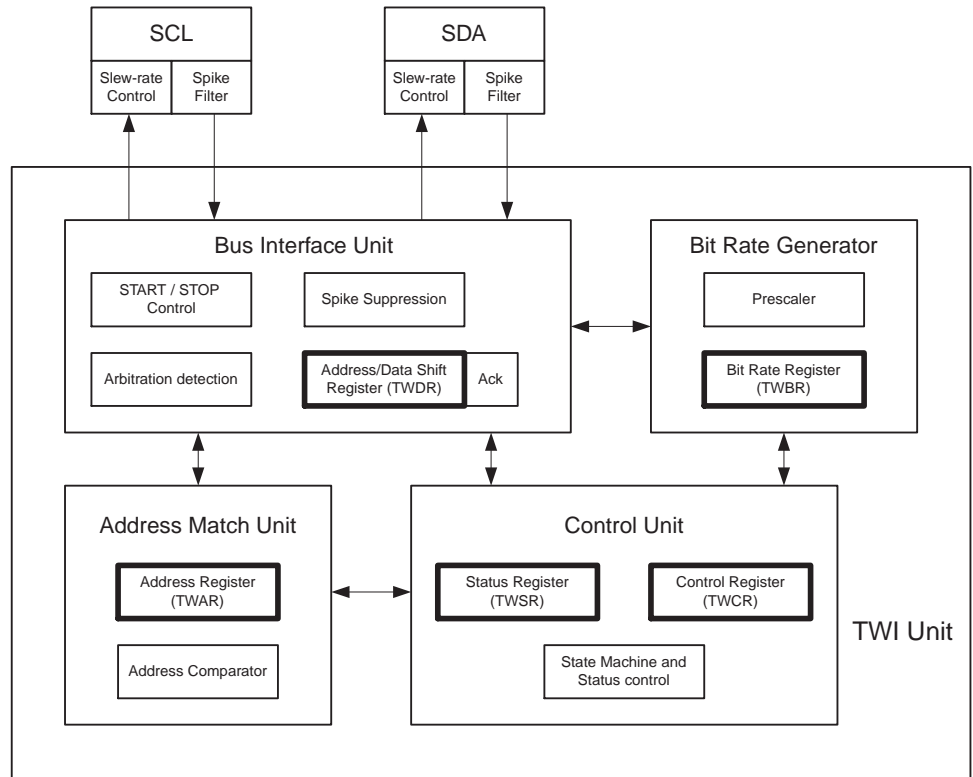 SCL
Slew-rate
Control
Spike
Filter
SDA
Slew-rate
Control
Spike
Filter
Bus Interface Unit
START / STOP
Control
Spike Suppression
Arbitration detection
Address/Data Shift
Register (TWDR)
Ack
Bit Rate Generator
Prescaler
Bit Rate Register
(TWBR)
Address Match Unit
Address Register
(TWAR)
Address Comparator
Control Unit
Status Register
(TWSR)
Control Register
(TWCR)
State Machine and
Status control
TWI Unit